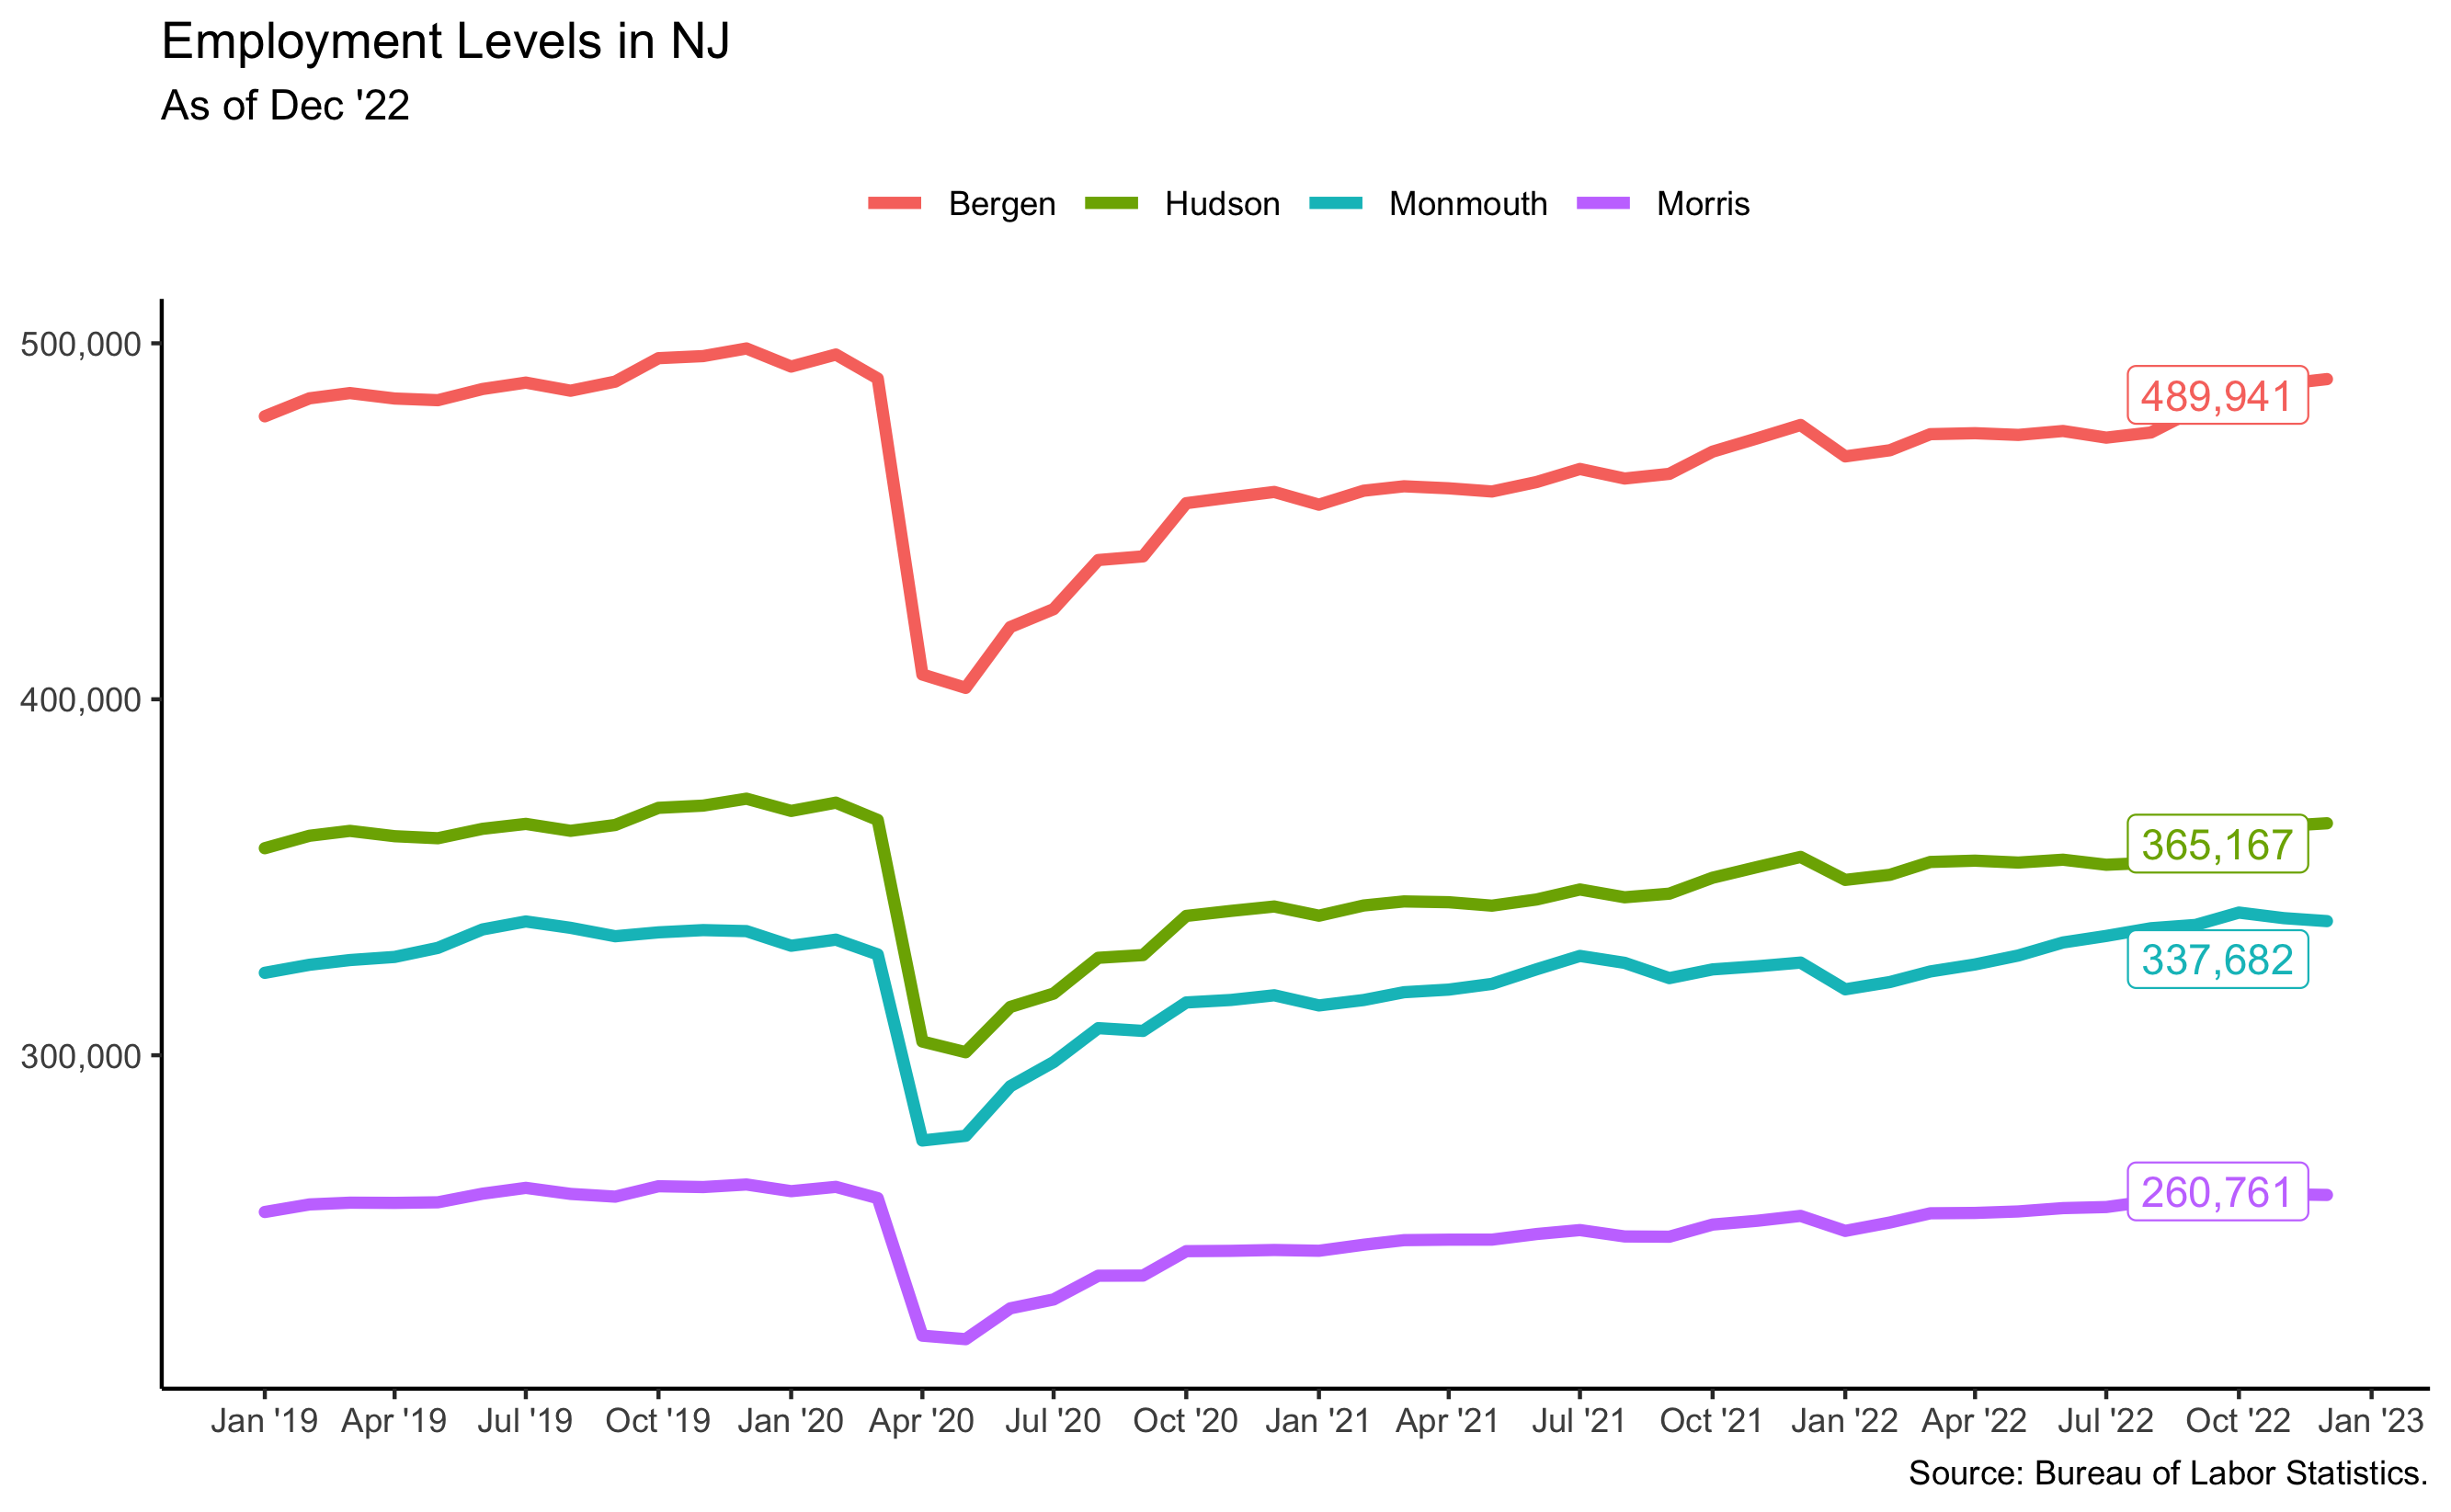 Employment Levels in NJ
As of Dec '22
Bergen Hudson Monmouth Morris
500,000
400,000
300,000
489,941
365,167
337,682
260,761
Jan '19 Apr '19 Jul '19 Oct '19 Jan '20 Apr '20 Jul '20 Oct '20 Jan '21 Apr '21 Jul '21 Oct '21 Jan '22 Apr '22 Jul '22 Oct '22 Jan '23
Source: Bureau of Labor Statistics.